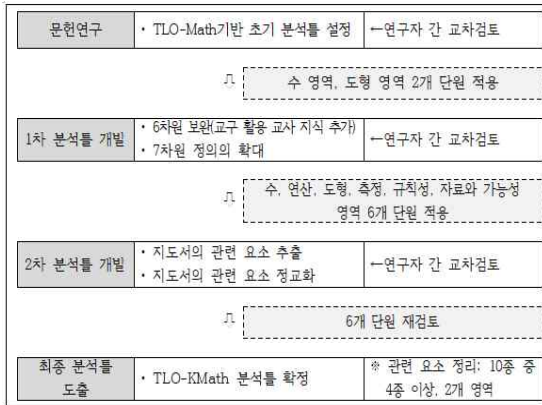 문헌연구 • TLO-Math기반 초기 분석틀 설정 ←연구자 간 교차검토
수 영역, 도형 영역 2개 단원 적용
1차 분석틀 개발 • 6차원 보완(교구 활용 교사 지식 추가) ←연구자 간 교차검토
• 7차원 정의의 확대
수, 연산, 도형, 측정, 규칙성, 자료와 가능성
영역 6개 단원 적용
2차 분석틀 개발 • 지도서의 관련 요소 추출 ←연구자 간 교차검토
• 지도서의 관련 요소 정교화
6개 단원 재검토
최종 분석틀
도출 • TLO-KMath 분석틀 확정 ※ 관련 요소 정리: 10종 중
4종 이상, 2개 영역